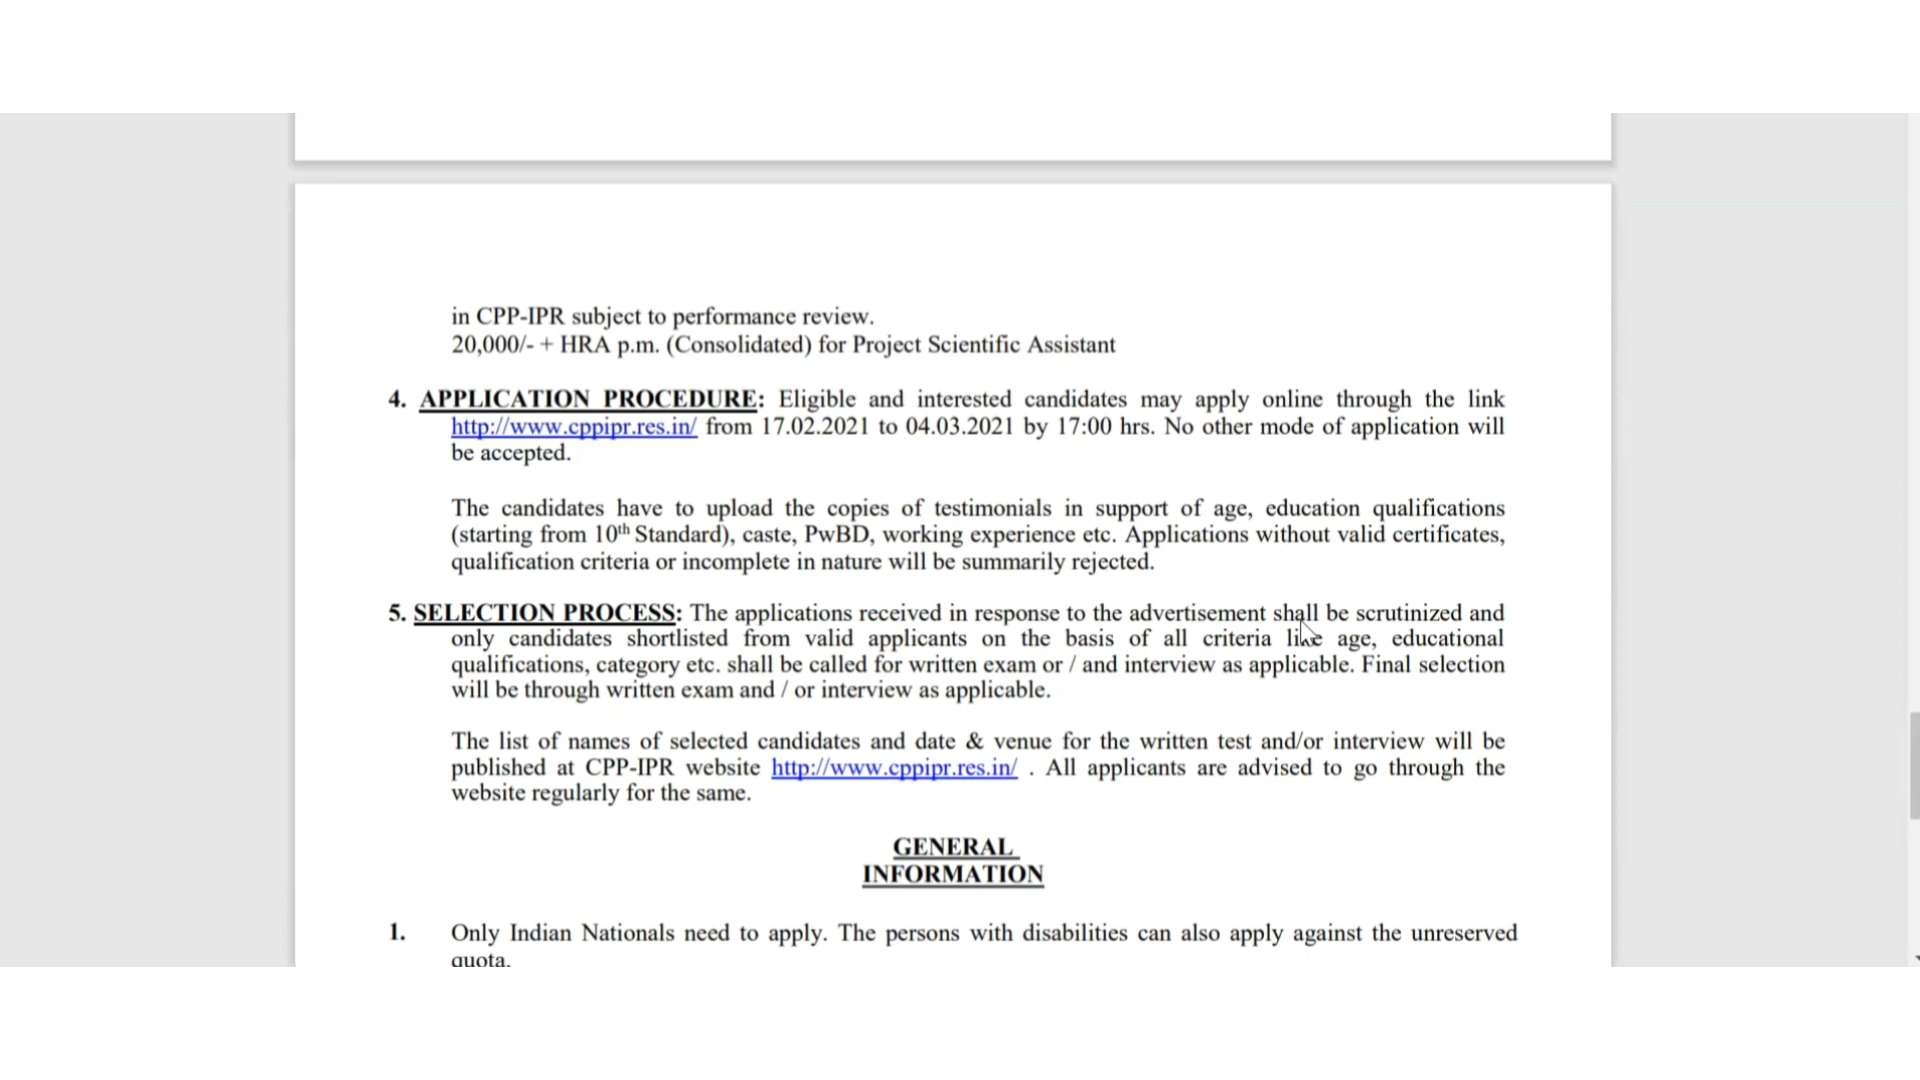 in CPP-IPR subject to performance review.
20,000/- + HRA p.m. (Consolidated) for Project Scientific Assistant
4. APPLICATION PROCEDURE: Eligible and interested candidates may apply online through the link
http://www.cppipr.res.in/ from 17.02.2021 to 04.03.2021 by 17:00 hrs. No other mode of application will
be accepted.
The candidates have to upload the copies of testimonials in support of age, education qualifications
(starting from 10th Standard), caste, PwBD, working experience etc. Applications without valid certificates,
qualification criteria or incomplete in nature will be summarily rejected.
5. SELECTION PROCESS: The applications received in response to the advertisement shall be scrutinized and
only candidates shortlisted from valid applicants on the basis of all criteria like age, educational
qualifications, category etc. shall be called for written exam or / and interview as applicable. Final selection
will be through written exam and / or interview as applicable.
The list of names of selected candidates and date & venue for the written test and/or interview will be
published at CPP-IPR website http://www.cppipr.res.in/ . All applicants are advised to go through the
website regularly for the same.
GENERAL
INFORMATION
1. Only Indian Nationals need to apply. The persons with disabilities can also apply against the unreserved
quota.